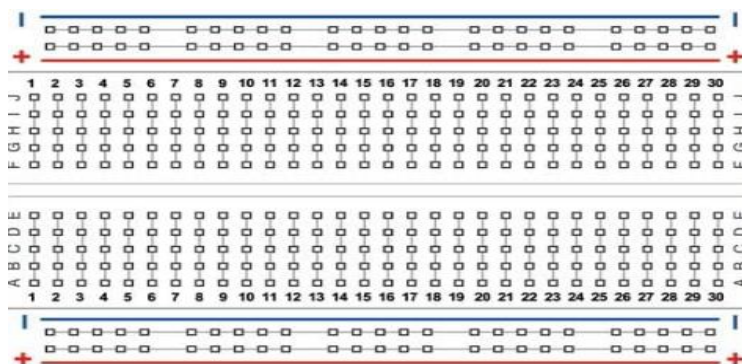 - -
+ +
1 2 3 4 5 6 7 8 9 10 11 12 13 14 15 16 17 18 19 20 21 22 23 24 25 26 27 28 29 30
J J
I I
H H
G G
F F
E E
D D
C C
B B
A A
1 2 3 4 5 6 7 8 9 10 11 12 13 14 15 16 17 18 19 20 21 22 23 24 25 26 27 28 29 30
- -
+ +